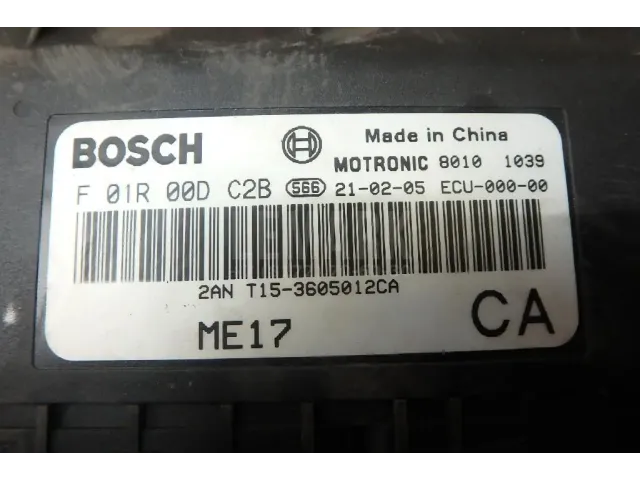 BOSCH Made in China
MOTRONIC 8010 1039
F 01R 00D C2B 566 21-02-05 ECU-000-00
2AN T15-3605012CA
ME17 CA